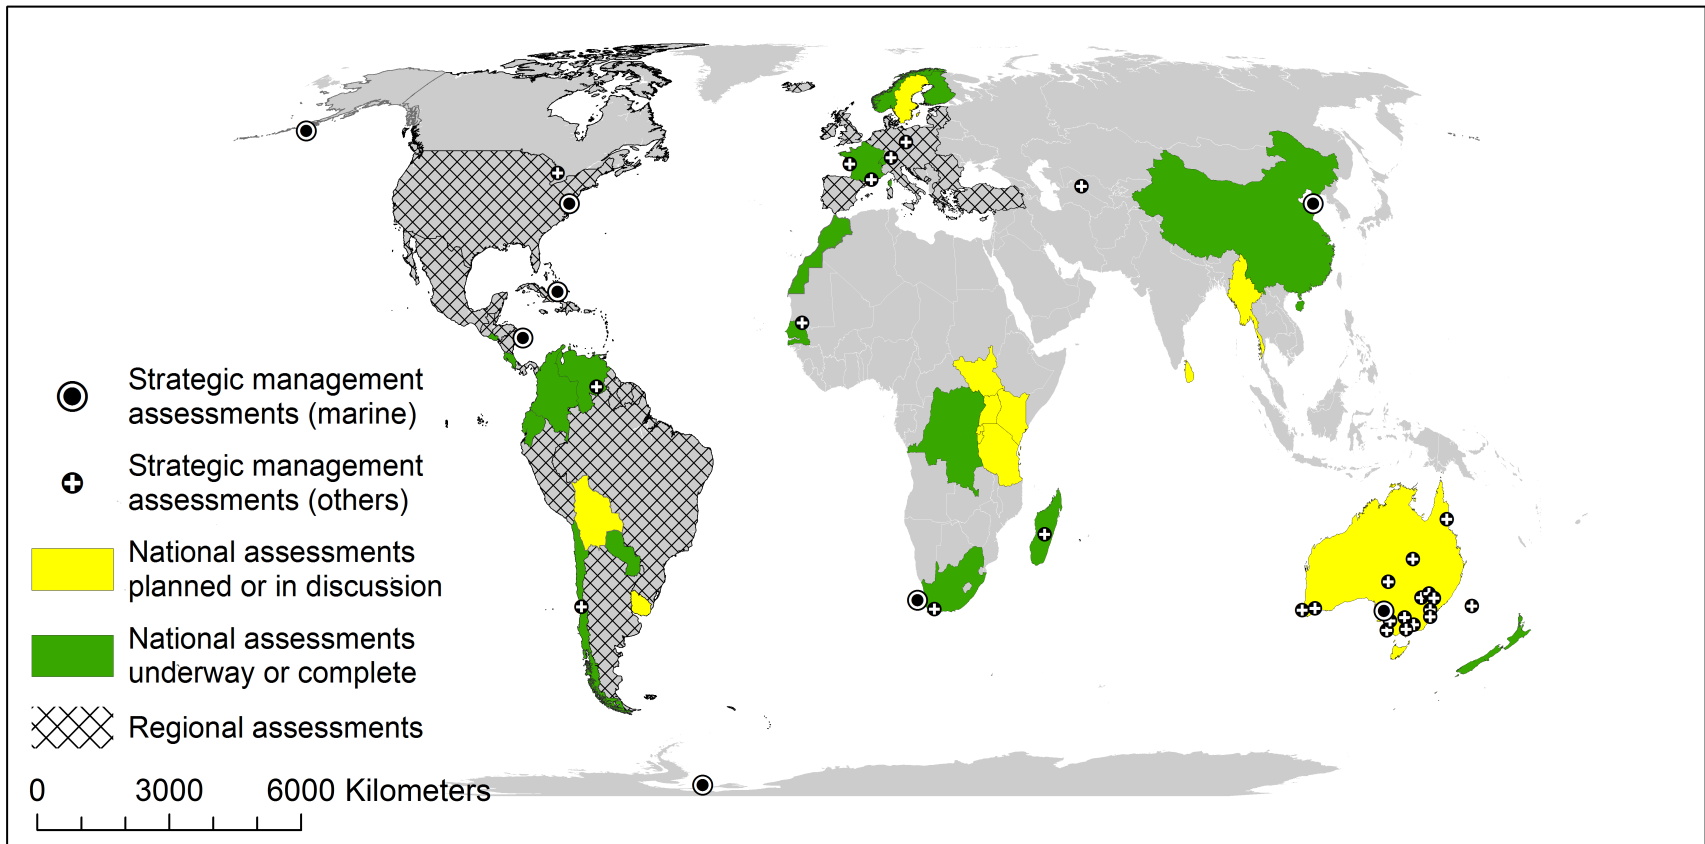 Strategic management
assessments (marine)
Strategic management
assessments (others)
National assessments
planned or in discussion
National assessments
underway or complete
Regional assessments
0 3000 6000 Kilometers